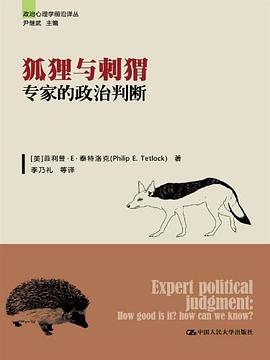 政治心理学前沿译丛
尹继武 主编
狐狸与刺猬
专家的政治判断
[美]菲利普·E·泰特洛克(Philip E. Tetlock) 著
季乃礼 等译
Expert political
judgment:
How good is it? how can we know?
中国人民大学出版社